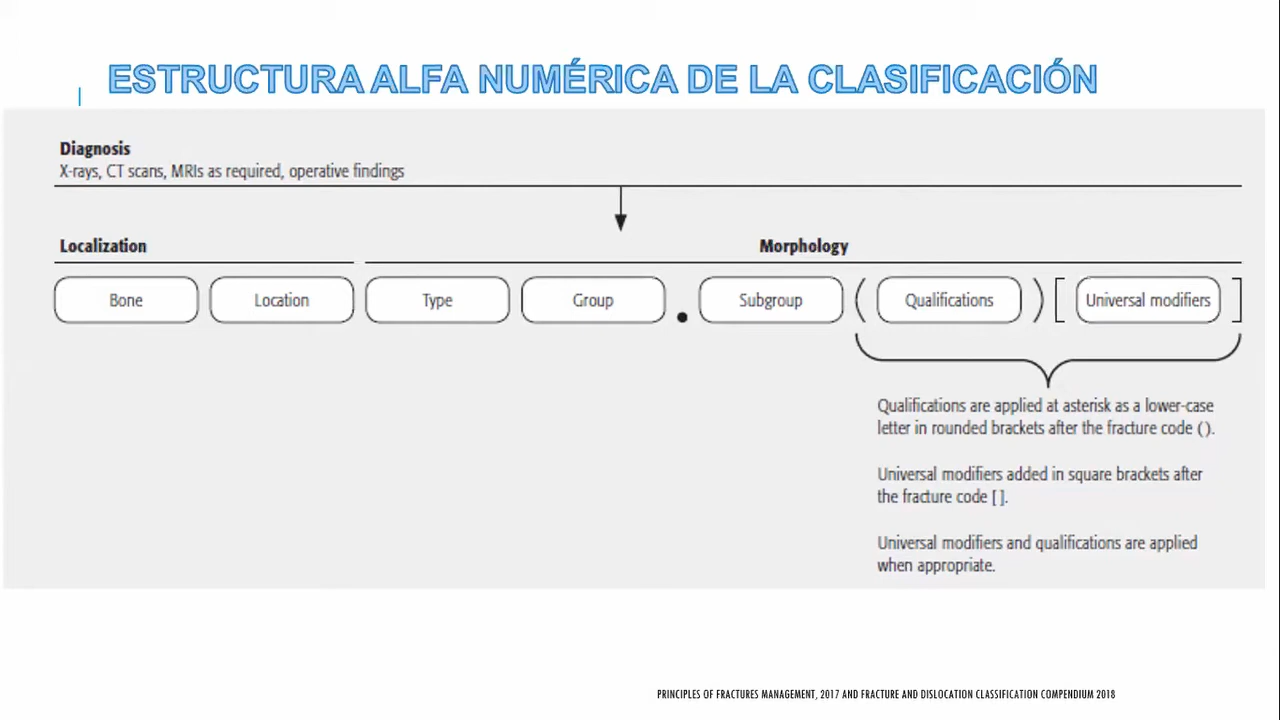 ESTRUCTURA ALFA NUMÉRICA DE LA CLASIFICACIÓN
Diagnosis
X-rays, CT scans, MRIs as required, operative findings
Localization
Morphology
Bone
Location
Type
Group
.
Subgroup
(
Qualifications
)
[
Universal modifiers
]
Qualifications are applied at asterisk as a lower-case
letter in rounded brackets after the fracture code ().
Universal modifiers added in square brackets after
the fracture code [ ].
Universal modifiers and qualifications are applied
when appropriate.
PRINCIPLES OF FRACTURES MANAGEMENT, 2017 AND FRACTURE AND DISLOCATION CLASSIFICATION COMPENDIUM 2018